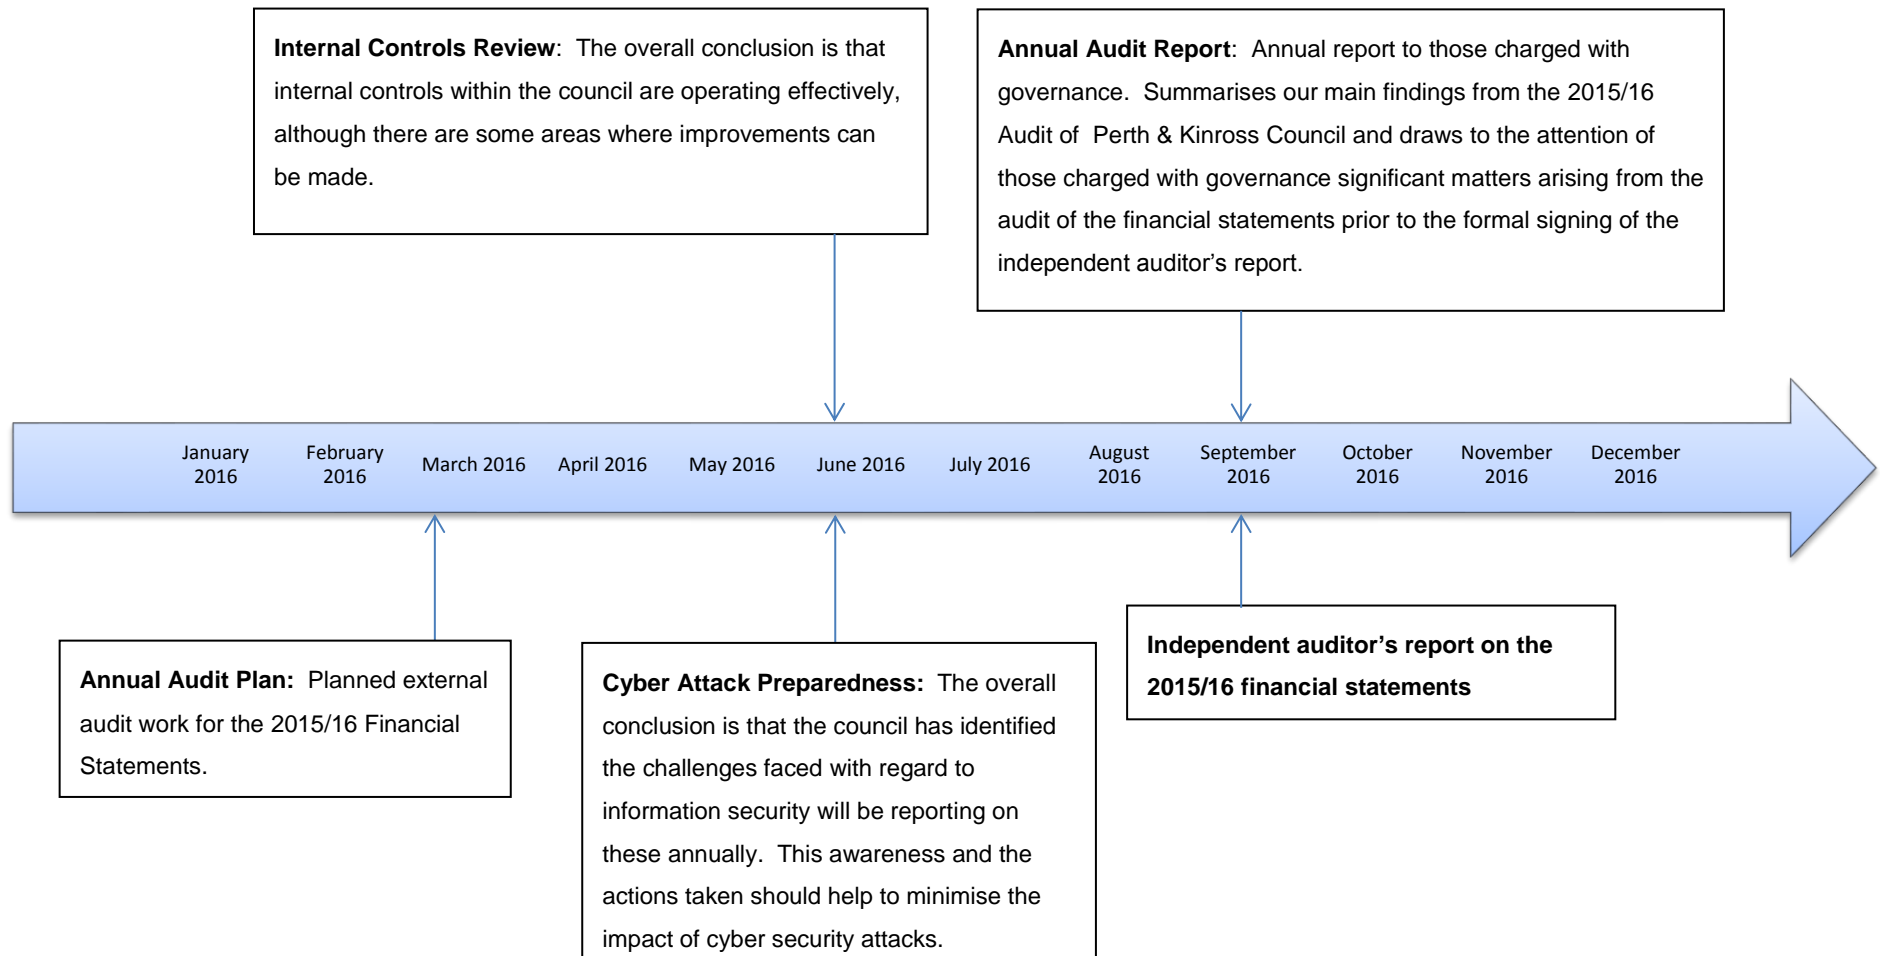 Internal Controls Review:  The overall conclusion is that
internal controls within the council are operating effectively,
although there are some areas where improvements can
be made.
Annual Audit Report:  Annual report to those charged with
governance.  Summarises our main findings from the 2015/16
Audit of  Perth & Kinross Council and draws to the attention of
those charged with governance significant matters arising from the
audit of the financial statements prior to the formal signing of the
independent auditor’s report.
January
2016
February
2016
March 2016
April 2016
May 2016
June 2016
July 2016
August
2016
September
2016
October
2016
November
2016
December
2016
Annual Audit Plan:  Planned external
audit work for the 2015/16 Financial
Statements.
Cyber Attack Preparedness:  The overall
conclusion is that the council has identified
the challenges faced with regard to
information security will be reporting on
these annually.  This awareness and the
actions taken should help to minimise the
impact of cyber security attacks.
Independent auditor’s report on the
2015/16 financial statements